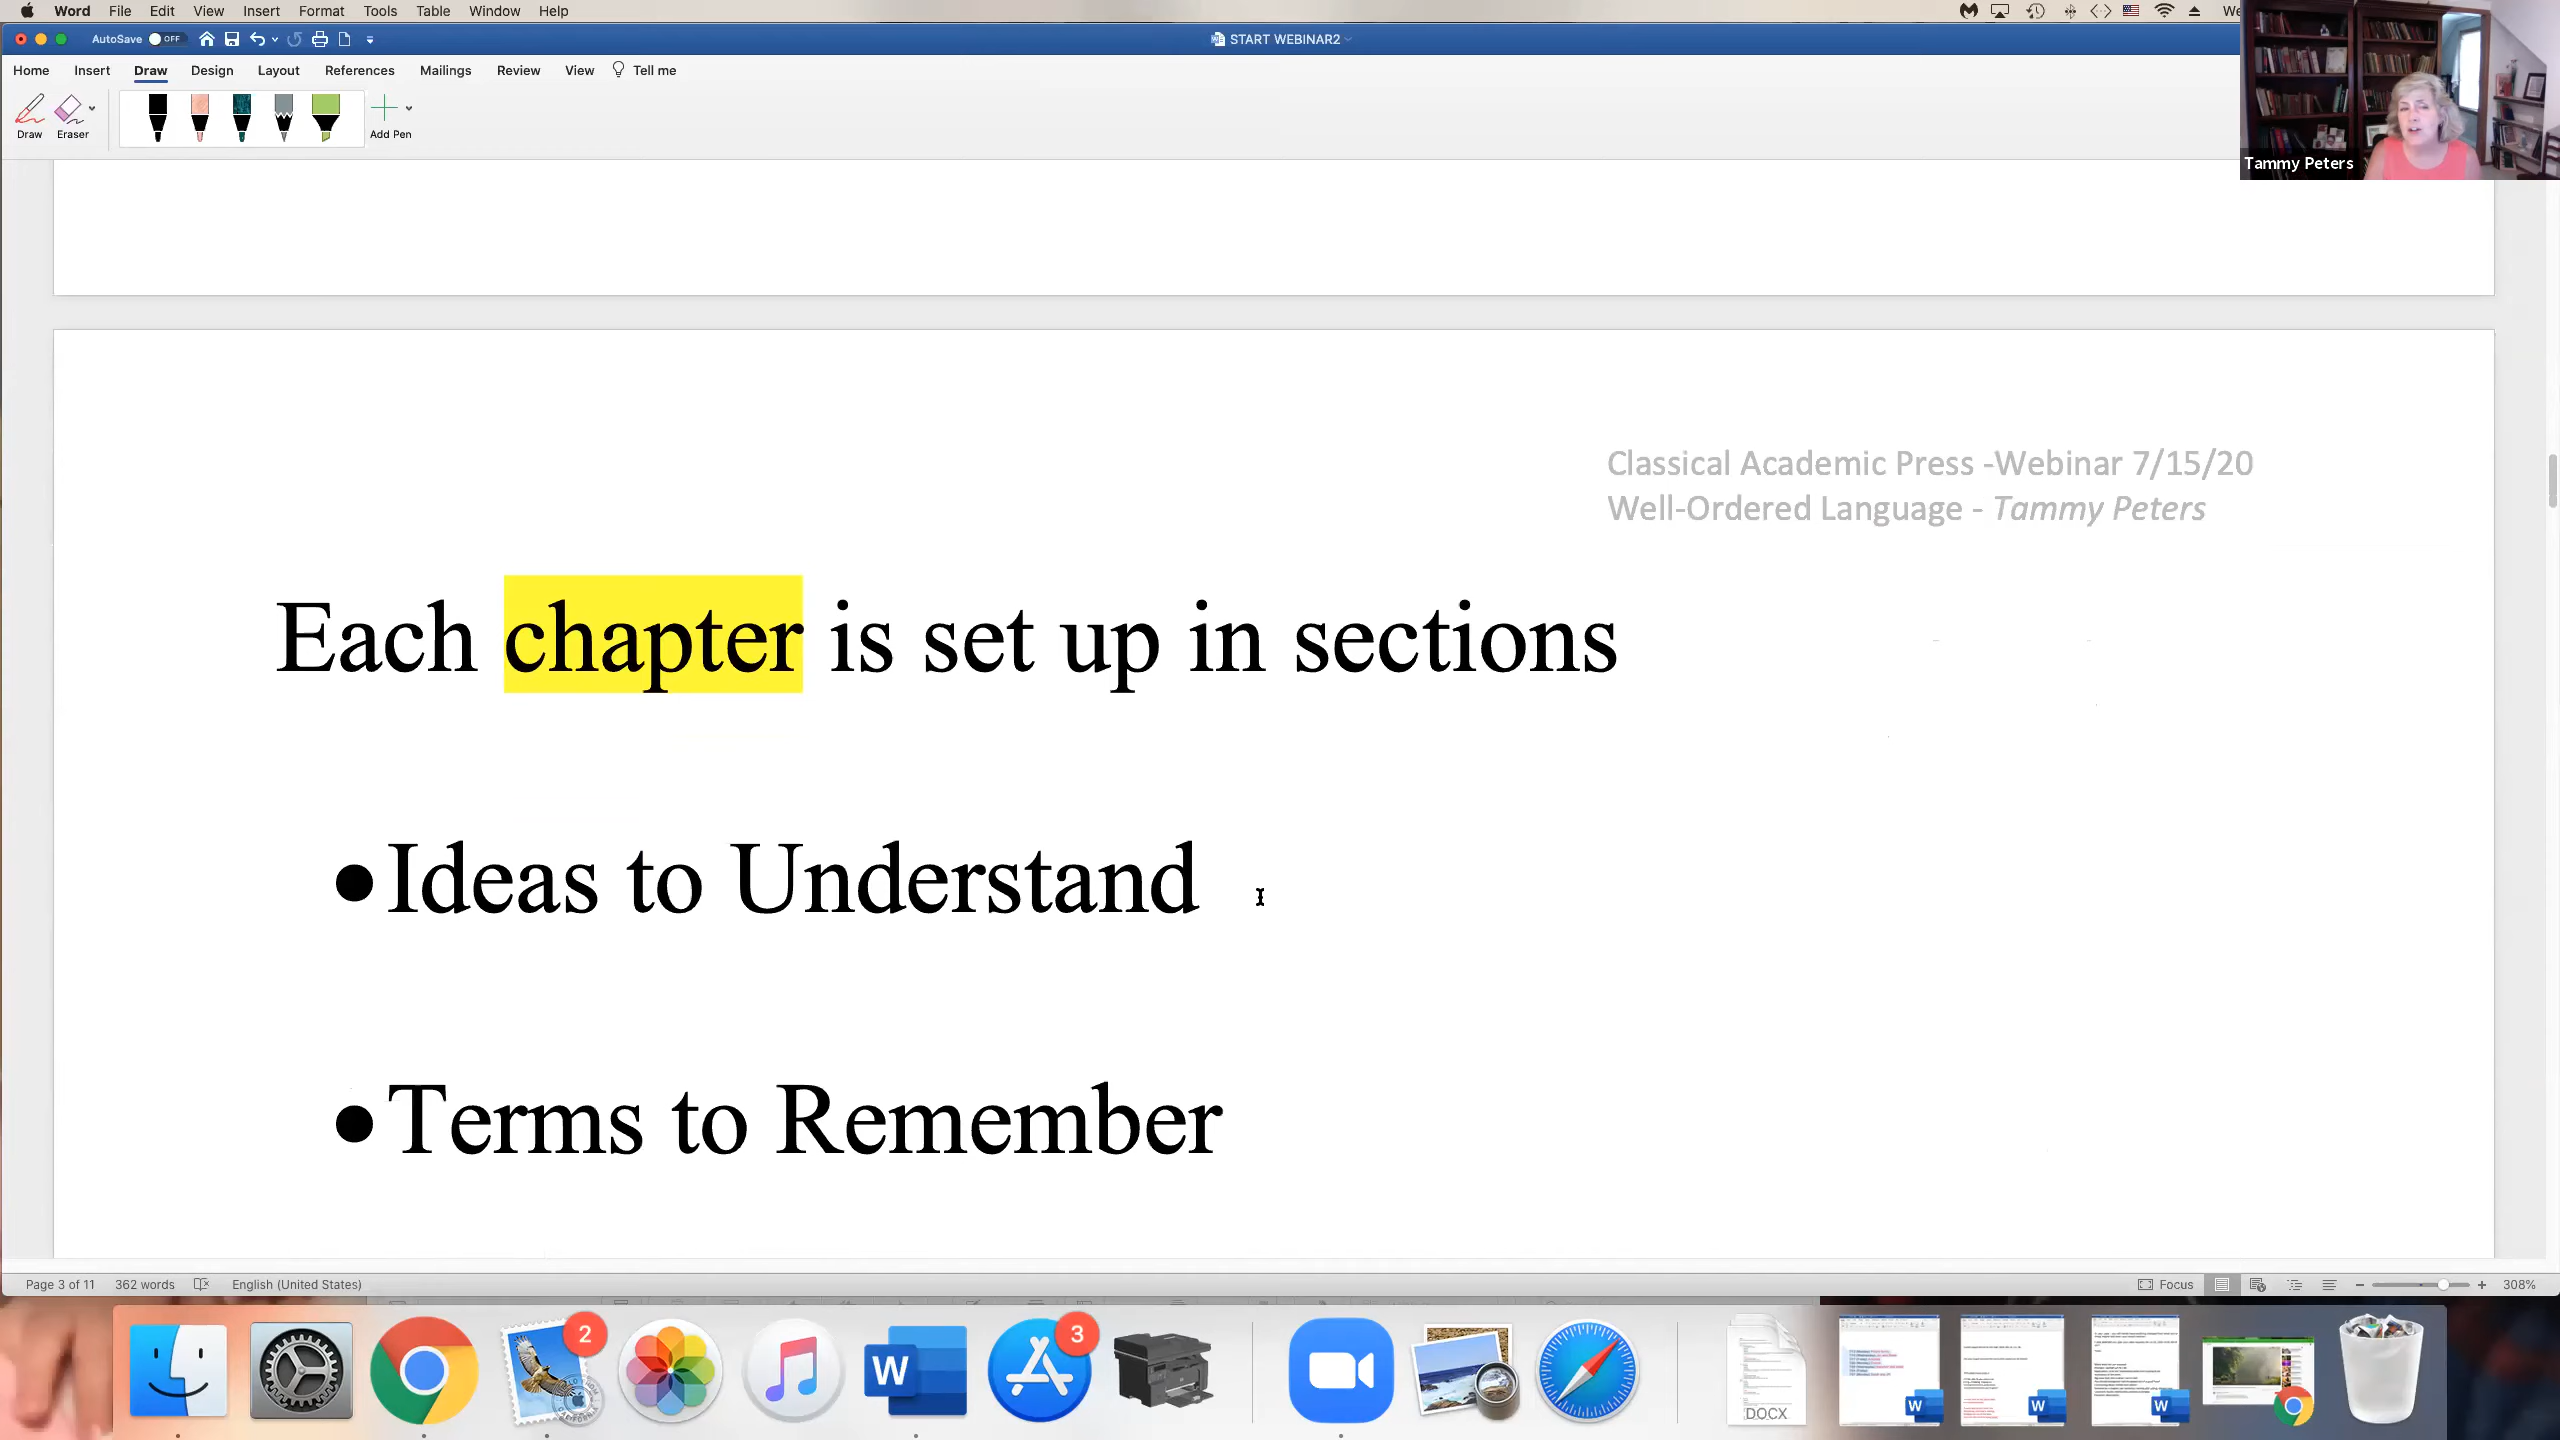 Word File Edit View Insert Format Tools Table Window Help
We
AutoSave OFF
START WEBINAR2
Home Insert Draw Design Layout References Mailings Review View Tell me
Draw Eraser Add Pen
Tammy Peters
Classical Academic Press -Webinar 7/15/20
Well-Ordered Language - Tammy Peters
Each chapter is set up in sections
•Ideas to Understand
•Terms to Remember
Page 3 of 11 362 words English (United States) Focus 308%
2
3
W
DOCX
W
W
W